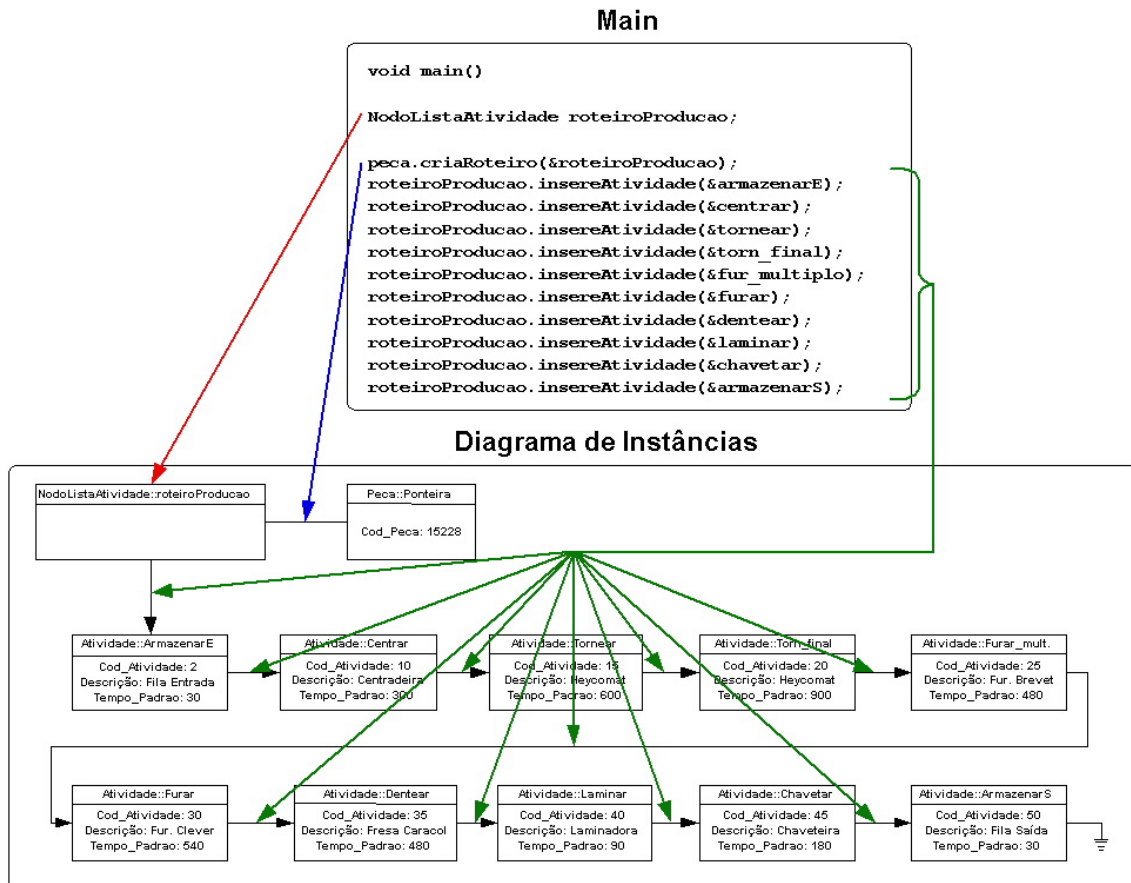 Main
void main()
NodoListaAtividade roteiroProducao;
peca.criaRoteiro(&roteiroProducao);
roteiroProducao.insereAtividade(&armazenarE);
roteiroProducao.insereAtividade(&centrar);
roteiroProducao.insereAtividade(&tornear);
roteiroProducao.insereAtividade(&torn_final);
roteiroProducao.insereAtividade(&fur_multiplo);
roteiroProducao.insereAtividade(&furar);
roteiroProducao.insereAtividade(&dentear);
roteiroProducao.insereAtividade(&laminar);
roteiroProducao.insereAtividade(&chavetar);
roteiroProducao.insereAtividade(&armazenarS);
Diagrama de Instâncias
NodoListaAtividade::roteiroProducao
Peca::Ponteira
Cod_Peca: 15228
Atividade::ArmazenarE
Cod_Atividade: 2
Descrição: Fila Entrada
Tempo_Padrao: 30
Atividade::Centrar
Cod_Atividade: 10
Descrição: Centradeira
Tempo_Padrao: 300
Atividade::Tornear
Cod_Atividade: 15
Descrição: Heycomat
Tempo_Padrao: 600
Atividade::Torn_final
Cod_Atividade: 20
Descrição: Heycomat
Tempo_Padrao: 900
Atividade::Furar_mult.
Cod_Atividade: 25
Descrição: Fur. Brevet
Tempo_Padrao: 480
Atividade::Furar
Cod_Atividade: 30
Descrição: Fur. Clever
Tempo_Padrao: 540
Atividade::Dentear
Cod_Atividade: 35
Descrição: Fresa Caracol
Tempo_Padrao: 480
Atividade::Laminar
Cod_Atividade: 40
Descrição: Laminadora
Tempo_Padrao: 90
Atividade::Chavetar
Cod_Atividade: 45
Descrição: Chaveteira
Tempo_Padrao: 180
Atividade::ArmazenarS
Cod_Atividade: 50
Descrição: Fila Saída
Tempo_Padrao: 30